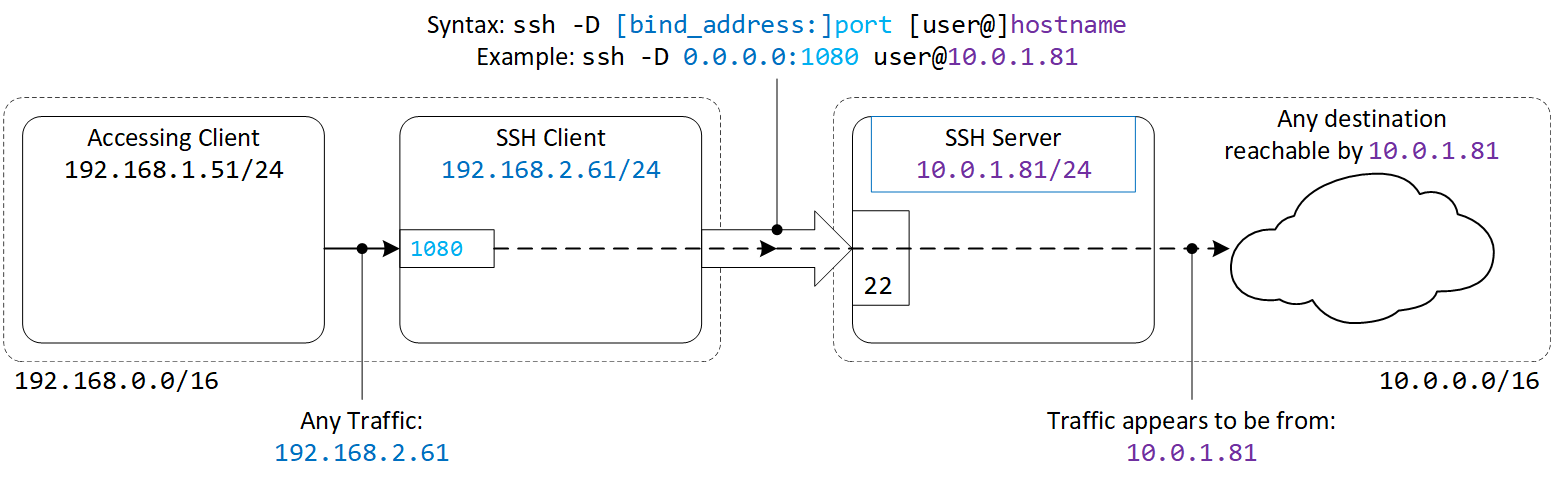 Syntax: ssh -D [bind_address:]port [user@]hostname
Example: ssh -D 0.0.0.0:1080 user@10.0.1.81
Accessing Client
192.168.1.51/24
SSH Client
192.168.2.61/24
SSH Server
10.0.1.81/24
Any destination
reachable by 10.0.1.81
1080
22
192.168.0.0/16
10.0.0.0/16
Any Traffic:
192.168.2.61
Traffic appears to be from:
10.0.1.81